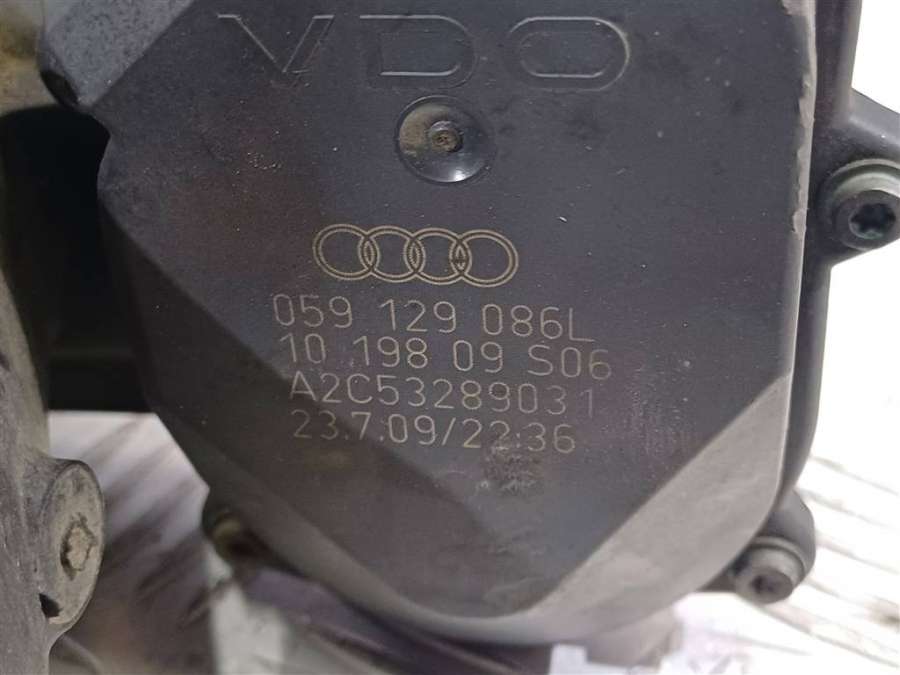 VDO
059 129 086L
10 198 09 S06
A2C53289031
23.7.09/22:36